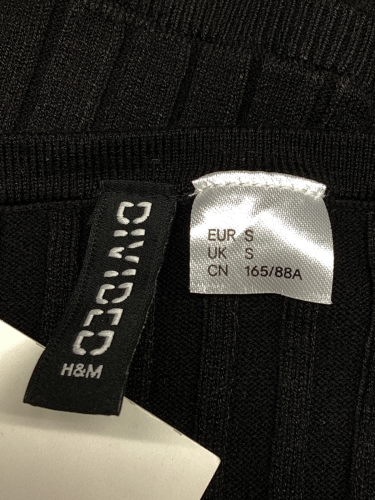 DIVIDED
H&M
EUR S
UK S
CN 165/88A